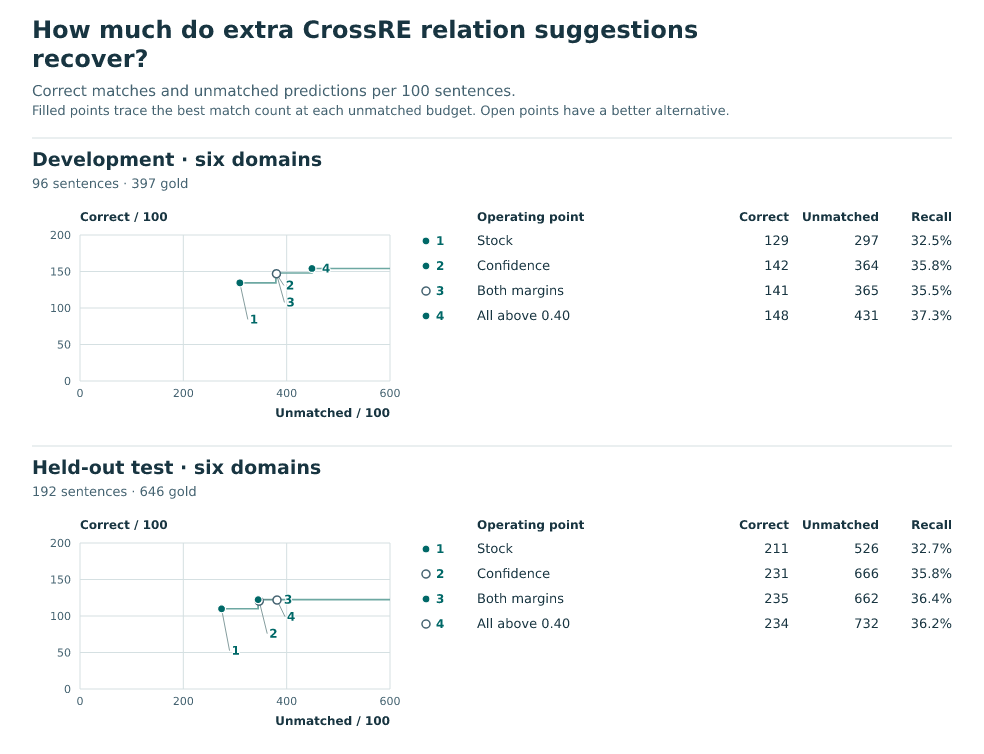 How much do extra CrossRE relation suggestions
recover?
Correct matches and unmatched predictions per 100 sentences.
Filled points trace the best match count at each unmatched budget. Open points have a better alternative.
Development · six domains
96 sentences · 397 gold
Correct / 100
200
150
100
50
0
0 200 400 600
Unmatched / 100
1
2
3
4
Operating point Correct Unmatched Recall
1 Stock 129 297 32.5%
2 Confidence 142 364 35.8%
3 Both margins 141 365 35.5%
4 All above 0.40 148 431 37.3%
Held-out test · six domains
192 sentences · 646 gold
Correct / 100
200
150
100
50
0
0 200 400 600
Unmatched / 100
3
4
2
1
Operating point Correct Unmatched Recall
1 Stock 211 526 32.7%
2 Confidence 231 666 35.8%
3 Both margins 235 662 36.4%
4 All above 0.40 234 732 36.2%